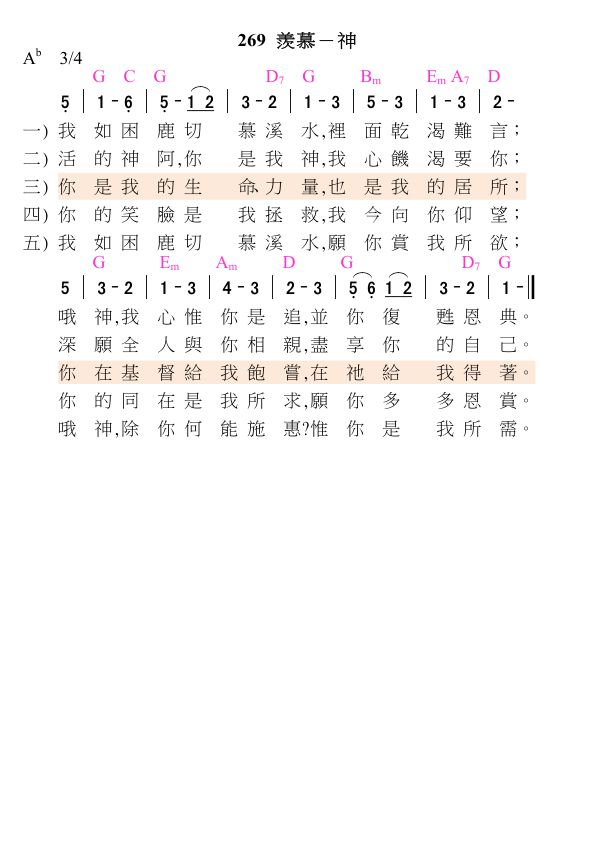 269 羨慕－神
A♭ 3/4
G C G D7 G Bm Em A7 D
5̣ | 1 - 6̣ | 5̣ - 1 2 | 3 - 2 | 1 - 3 | 5 - 3 | 1 - 3 | 2 -
一) 我 如 困 鹿 切 慕 溪 水,裡 面 乾 渴 難 言；
二) 活 的 神 阿,你 是 我 神,我 心 饑 渴 要 你；
三) 你 是 我 的 生 命、力 量,也 是 我 的 居 所；
四) 你 的 笑 臉 是 我 拯 救,我 今 向 你 仰 望；
五) 我 如 困 鹿 切 慕 溪 水,願 你 賞 我 所 欲；
G Em Am D G D7 G
5 | 3 - 2 | 1 - 3 | 4 - 3 | 2 - 3 | 5̣ 6̣ 1 2 | 3 - 2 | 1 - ‖
哦 神,我 心 惟 你 是 追,並 你 復 甦 恩 典。
深 願 全 人 與 你 相 親,盡 享 你 的 自 己。
你 在 基 督 給 我 飽 嘗,在 祂 給 我 得 著。
你 的 同 在 是 我 所 求,願 你 多 多 恩 賞。
哦 神,除 你 何 能 施 惠?惟 你 是 我 所 需。